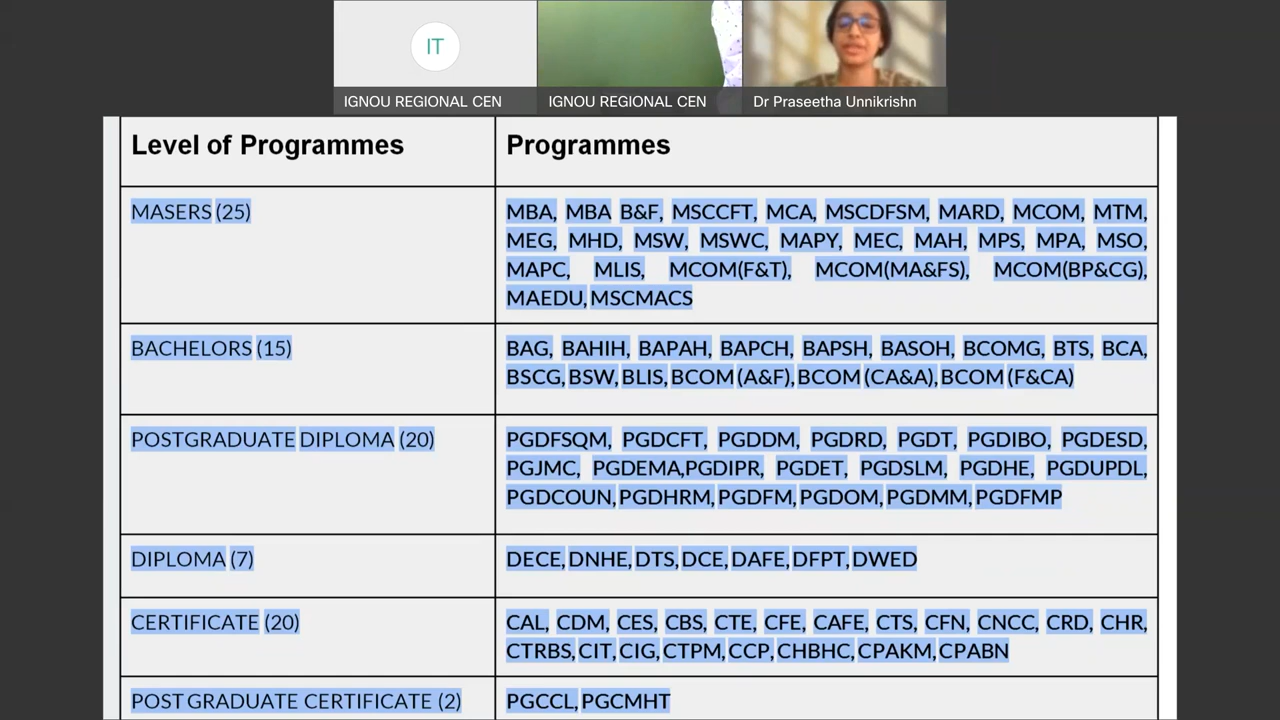 IT
IGNOU REGIONAL CEN
IGNOU REGIONAL CEN
Dr Praseetha Unnikrishn
Level of Programmes
Programmes
MASERS (25)
MBA, MBA B&F, MSCCFT, MCA, MSCDFSM, MARD, MCOM, MTM,
MEG, MHD, MSW, MSWC, MAPY, MEC, MAH, MPS, MPA, MSO,
MAPC, MLIS, MCOM(F&T), MCOM(MA&FS), MCOM(BP&CG),
MAEDU, MSCMACS
BACHELORS (15)
BAG, BAHIH, BAPAH, BAPCH, BAPSH, BASOH, BCOMG, BTS, BCA,
BSCG, BSW, BLIS, BCOM (A&F), BCOM (CA&A), BCOM (F&CA)
POSTGRADUATE DIPLOMA (20)
PGDFSQM, PGDCFT, PGDDM, PGDRD, PGDT, PGDIBO, PGDESD,
PGJMC, PGDEMA,PGDIPR, PGDET, PGDSLM, PGDHE, PGDUPDL,
PGDCOUN, PGDHRM, PGDFM, PGDOM, PGDMM, PGDFMP
DIPLOMA (7)
DECE, DNHE, DTS, DCE, DAFE, DFPT, DWED
CERTIFICATE (20)
CAL, CDM, CES, CBS, CTE, CFE, CAFE, CTS, CFN, CNCC, CRD, CHR,
CTRBS, CIT, CIG, CTPM, CCP, CHBHC, CPAKM, CPABN
POST GRADUATE CERTIFICATE (2)
PGCCL, PGCMHT